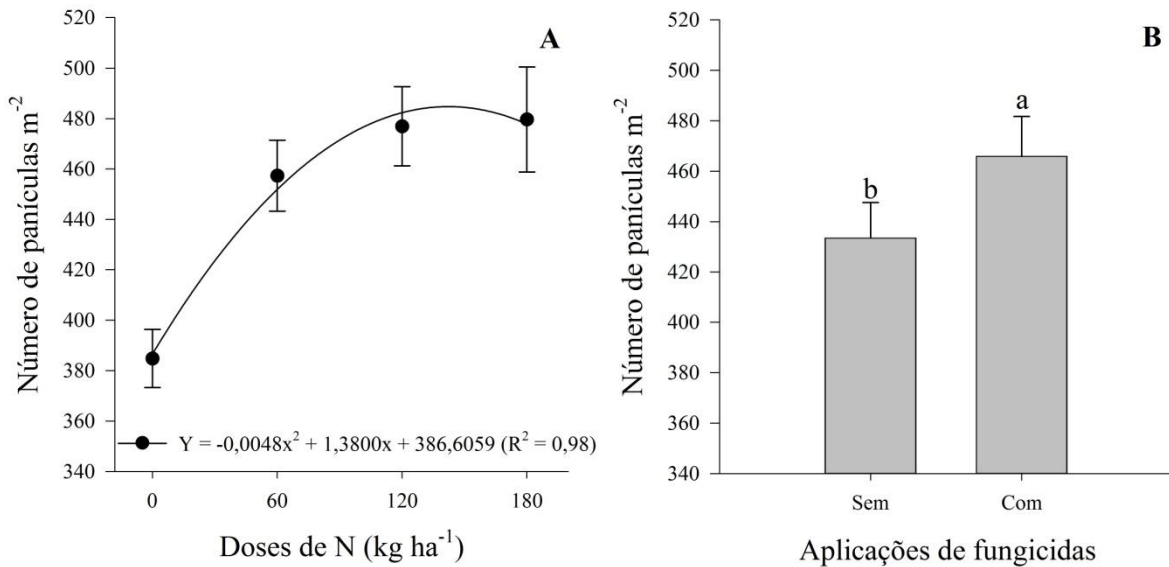 A
Número de panículas m⁻²
520
500
480
460
440
420
400
380
360
340
Y = -0,0048x² + 1,3800x + 386,6059 (R² = 0,98)
0 60 120 180
Doses de N (kg ha⁻¹)
B
Número de panículas m⁻²
520
500
480
460
440
420
400
380
360
340
b
a
Sem Com
Aplicações de fungicidas